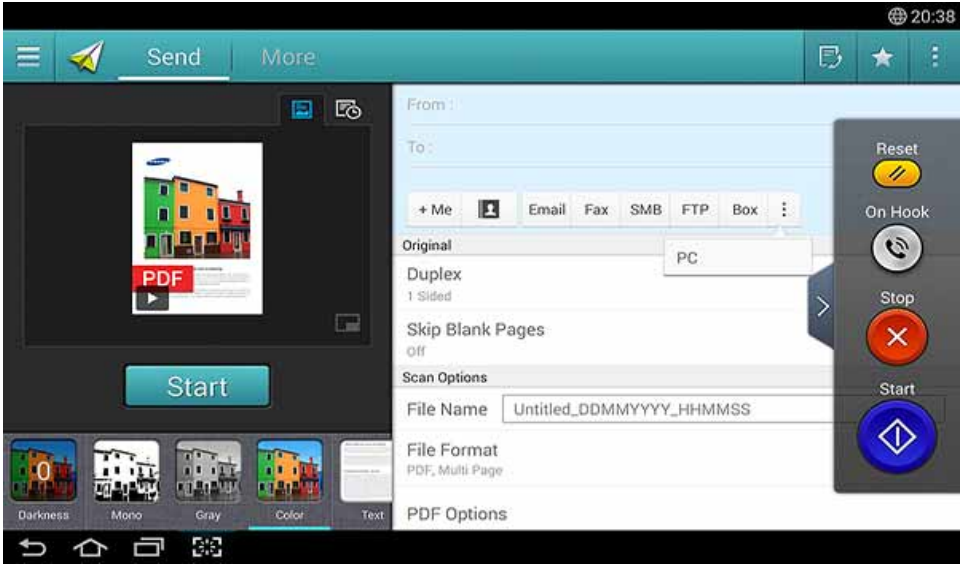 20:38
Send
More
From :
To :
+ Me
Email
Fax
SMB
FTP
Box
PC
Original
Duplex
1 Sided
Skip Blank Pages
Off
Scan Options
File Name
Untitled_DDMMYYYY_HHMMSS
File Format
PDF, Multi Page
PDF Options
PDF
Start
0
Darkness
Mono
Gray
Color
Text
Reset
On Hook
Stop
Start